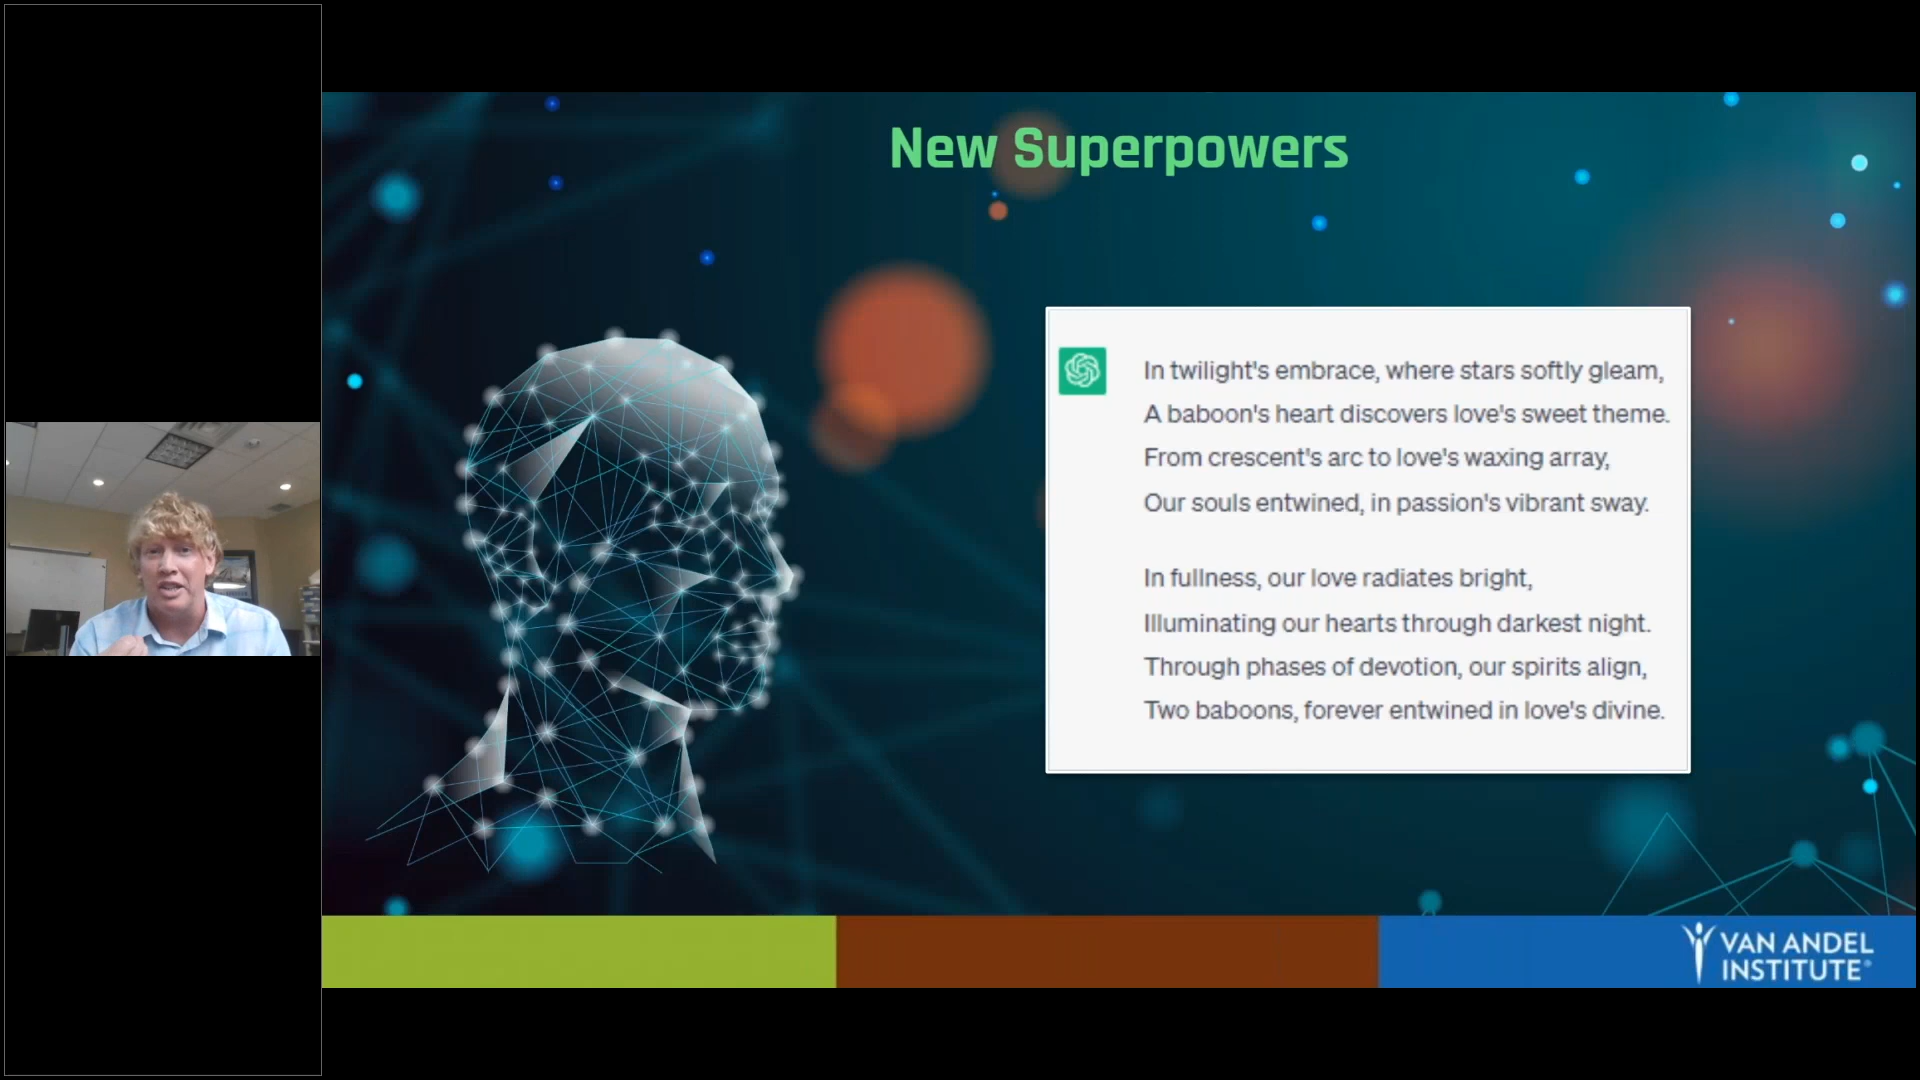 New Superpowers
In twilight's embrace, where stars softly gleam,
A baboon's heart discovers love's sweet theme.
From crescent's arc to love's waxing array,
Our souls entwined, in passion's vibrant sway.
In fullness, our love radiates bright,
Illuminating our hearts through darkest night.
Through phases of devotion, our spirits align,
Two baboons, forever entwined in love's divine.
VAN ANDEL
INSTITUTE®